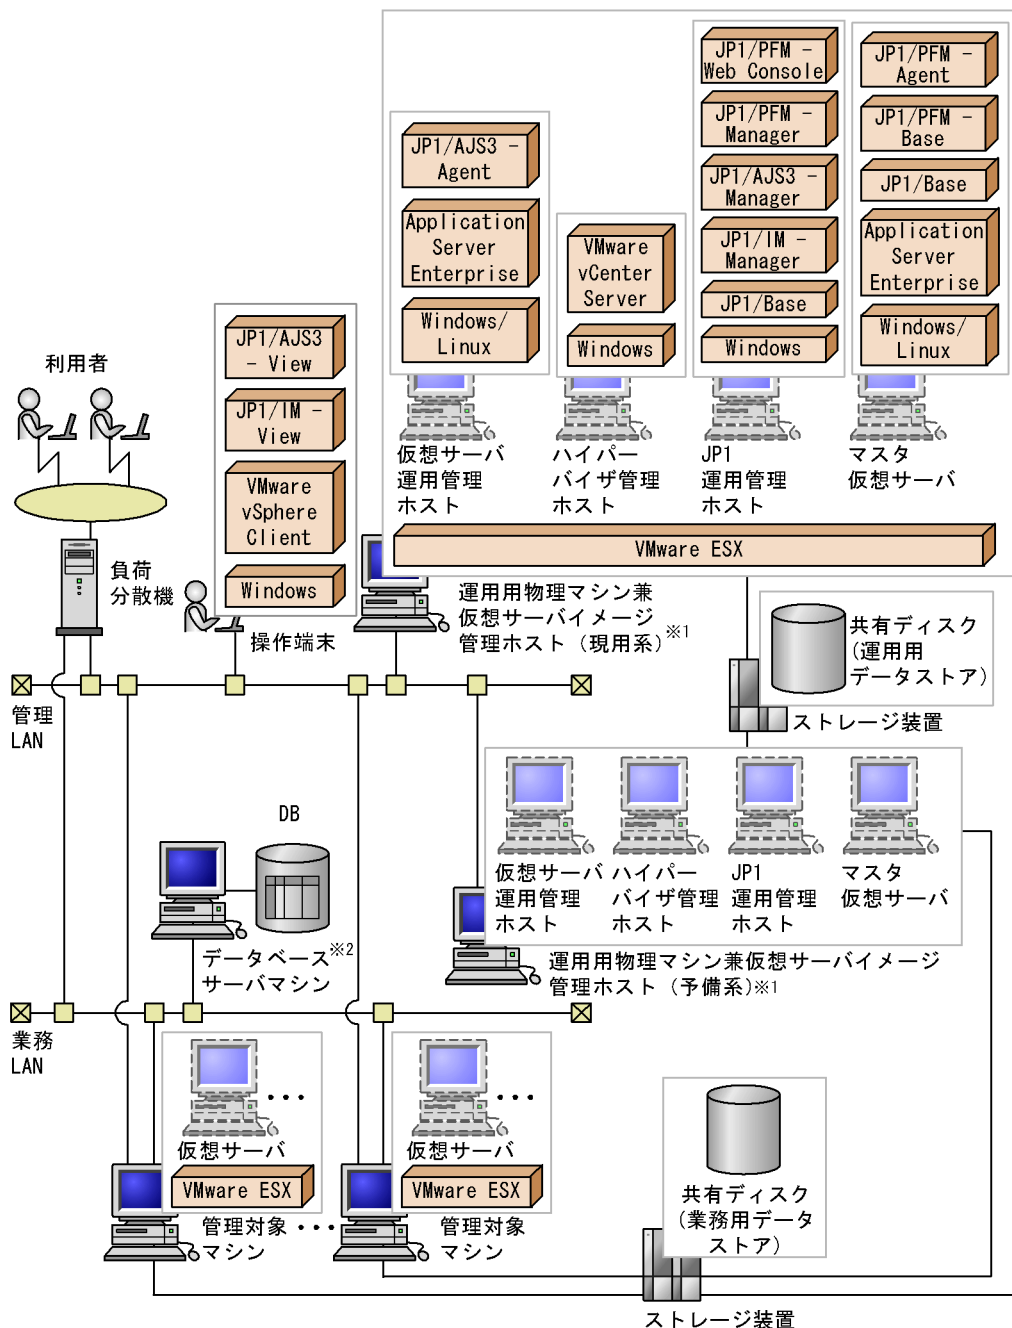 JP1/PFM -
Web Console
JP1/PFM -
Manager
JP1/AJS3 -
Manager
JP1/IM -
Manager
JP1/Base
Windows
JP1/PFM -
Agent
JP1/PFM -
Base
JP1/Base
Application
Server
Enterprise
Windows/
Linux
JP1/AJS3 -
Agent
Application
Server
Enterprise
Windows/
Linux
VMware
vCenter
Server
Windows
仮想サーバ
運用管理
ホスト
ハイパー
バイザ管理
ホスト
JP1
運用管理
ホスト
マスタ
仮想サーバ
VMware ESX
利用者
JP1/AJS3
- View
JP1/IM -
View
VMware
vSphere
Client
Windows
負荷
分散機
操作端末
運用用物理マシン兼
仮想サーバイメージ
管理ホスト（現用系）※1
共有ディスク
(運用用
データストア)
ストレージ装置
管理
LAN
仮想サーバ
運用管理
ホスト
ハイパー
バイザ管理
ホスト
JP1
運用管理
ホスト
マスタ
仮想サーバ
運用用物理マシン兼仮想サーバイメージ
管理ホスト（予備系)※1
DB
データベース※2
サーバマシン
業務
LAN
仮想サーバ
・・・
VMware ESX
管理対象
マシン
・・・
仮想サーバ
・・・
VMware ESX
管理対象
マシン
共有ディスク
(業務用データ
ストア)
ストレージ装置